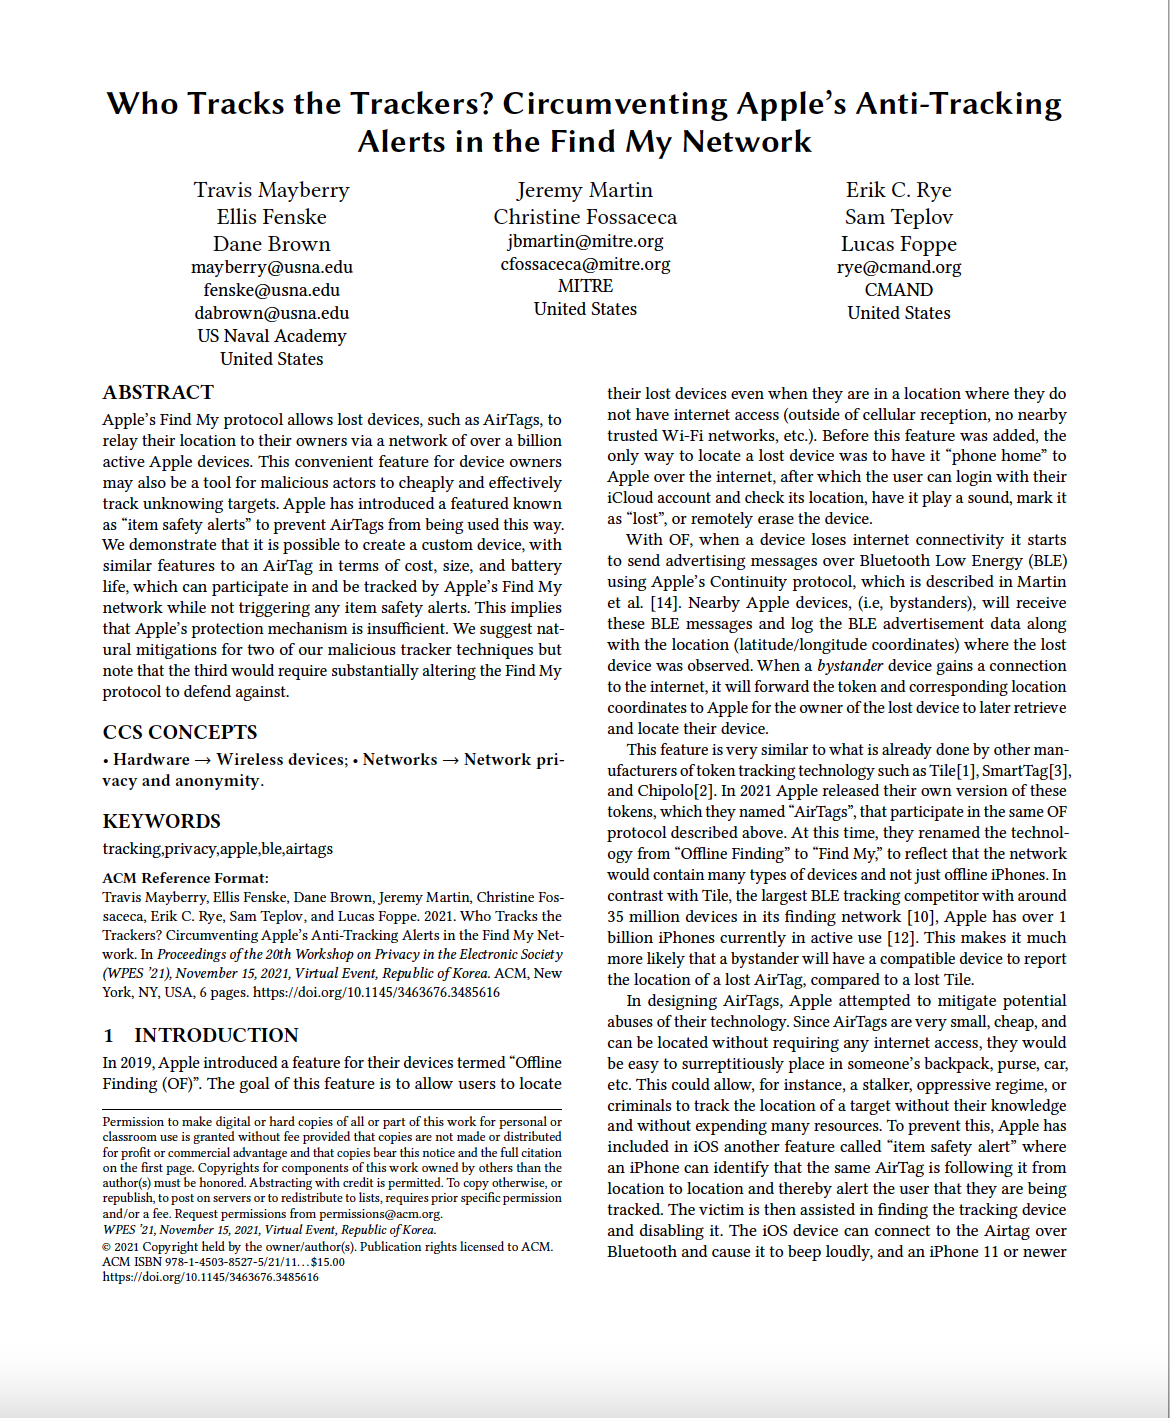 Who Tracks the Trackers? Circumventing Apple's Anti-Tracking
Alerts in the Find My Network
Travis Mayberry
Ellis Fenske
Dane Brown
mayberry@usna.edu
fenske@usna.edu
dabrown@usna.edu
US Naval Academy
United States
Jeremy Martin
Christine Fossaceca
jbmartin@mitre.org
cfossaceca@mitre.org
MITRE
United States
Erik C. Rye
Sam Teplov
Lucas Foppe
rye@cmand.org
CMAND
United States
ABSTRACT
Apple's Find My protocol allows lost devices, such as AirTags, to
relay their location to their owners via a network of over a billion
active Apple devices. This convenient feature for device owners
may also be a tool for malicious actors to cheaply and effectively
track unknowing targets. Apple has introduced a featured known
as “item safety alerts” to prevent AirTags from being used this way.
We demonstrate that it is possible to create a custom device, with
similar features to an AirTag in terms of cost, size, and battery
life, which can participate in and be tracked by Apple's Find My
network while not triggering any item safety alerts. This implies
that Apple's protection mechanism is insufficient. We suggest nat-
ural mitigations for two of our malicious tracker techniques but
note that the third would require substantially altering the Find My
protocol to defend against.
CCS CONCEPTS
• Hardware → Wireless devices; • Networks → Network pri-
vacy and anonymity.
KEYWORDS
tracking,privacy,apple,ble,airtags
ACM Reference Format:
Travis Mayberry, Ellis Fenske, Dane Brown, Jeremy Martin, Christine Fos-
saceca, Erik C. Rye, Sam Teplov, and Lucas Foppe. 2021. Who Tracks the
Trackers? Circumventing Apple's Anti-Tracking Alerts in the Find My Net-
work. In Proceedings of the 20th Workshop on Privacy in the Electronic Society
(WPES '21), November 15, 2021, Virtual Event, Republic of Korea. ACM, New
York, NY, USA, 6 pages. https://doi.org/10.1145/3463676.3485616
1 INTRODUCTION
In 2019, Apple introduced a feature for their devices termed “Offline
Finding (OF)”. The goal of this feature is to allow users to locate
Permission to make digital or hard copies of all or part of this work for personal or
classroom use is granted without fee provided that copies are not made or distributed
for profit or commercial advantage and that copies bear this notice and the full citation
on the first page. Copyrights for components of this work owned by others than the
author(s) must be honored. Abstracting with credit is permitted. To copy otherwise, or
republish, to post on servers or to redistribute to lists, requires prior specific permission
and/or a fee. Request permissions from permissions@acm.org.
WPES '21, November 15, 2021, Virtual Event, Republic of Korea.
© 2021 Copyright held by the owner/author(s). Publication rights licensed to ACM.
ACM ISBN 978-1-4503-8527-5/21/11...$15.00
https://doi.org/10.1145/3463676.3485616
their lost devices even when they are in a location where they do
not have internet access (outside of cellular reception, no nearby
trusted Wi-Fi networks, etc.). Before this feature was added, the
only way to locate a lost device was to have it “phone home” to
Apple over the internet, after which the user can login with their
iCloud account and check its location, have it play a sound, mark it
as “lost”, or remotely erase the device.
With OF, when a device loses internet connectivity it starts
to send advertising messages over Bluetooth Low Energy (BLE)
using Apple's Continuity protocol, which is described in Martin
et al. [14]. Nearby Apple devices, (i.e, bystanders), will receive
these BLE messages and log the BLE advertisement data along
with the location (latitude/longitude coordinates) where the lost
device was observed. When a bystander device gains a connection
to the internet, it will forward the token and corresponding location
coordinates to Apple for the owner of the lost device to later retrieve
and locate their device.
This feature is very similar to what is already done by other man-
ufacturers of token tracking technology such as Tile[1], SmartTag[3],
and Chipolo[2]. In 2021 Apple released their own version of these
tokens, which they named “AirTags”, that participate in the same OF
protocol described above. At this time, they renamed the technol-
ogy from “Offline Finding” to “Find My,” to reflect that the network
would contain many types of devices and not just offline iPhones. In
contrast with Tile, the largest BLE tracking competitor with around
35 million devices in its finding network [10], Apple has over 1
billion iPhones currently in active use [12]. This makes it much
more likely that a bystander will have a compatible device to report
the location of a lost AirTag, compared to a lost Tile.
In designing AirTags, Apple attempted to mitigate potential
abuses of their technology. Since AirTags are very small, cheap, and
can be located without requiring any internet access, they would
be easy to surreptitiously place in someone's backpack, purse, car,
etc. This could allow, for instance, a stalker, oppressive regime, or
criminals to track the location of a target without their knowledge
and without expending many resources. To prevent this, Apple has
included in iOS another feature called “item safety alert” where
an iPhone can identify that the same AirTag is following it from
location to location and thereby alert the user that they are being
tracked. The victim is then assisted in finding the tracking device
and disabling it. The iOS device can connect to the Airtag over
Bluetooth and cause it to beep loudly, and an iPhone 11 or newer